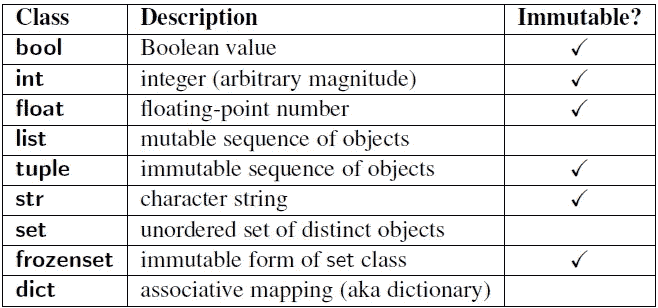 Class Description Immutable?
bool Boolean value ✓
int integer (arbitrary magnitude) ✓
float floating-point number ✓
list mutable sequence of objects
tuple immutable sequence of objects ✓
str character string ✓
set unordered set of distinct objects
frozenset immutable form of set class ✓
dict associative mapping (aka dictionary)